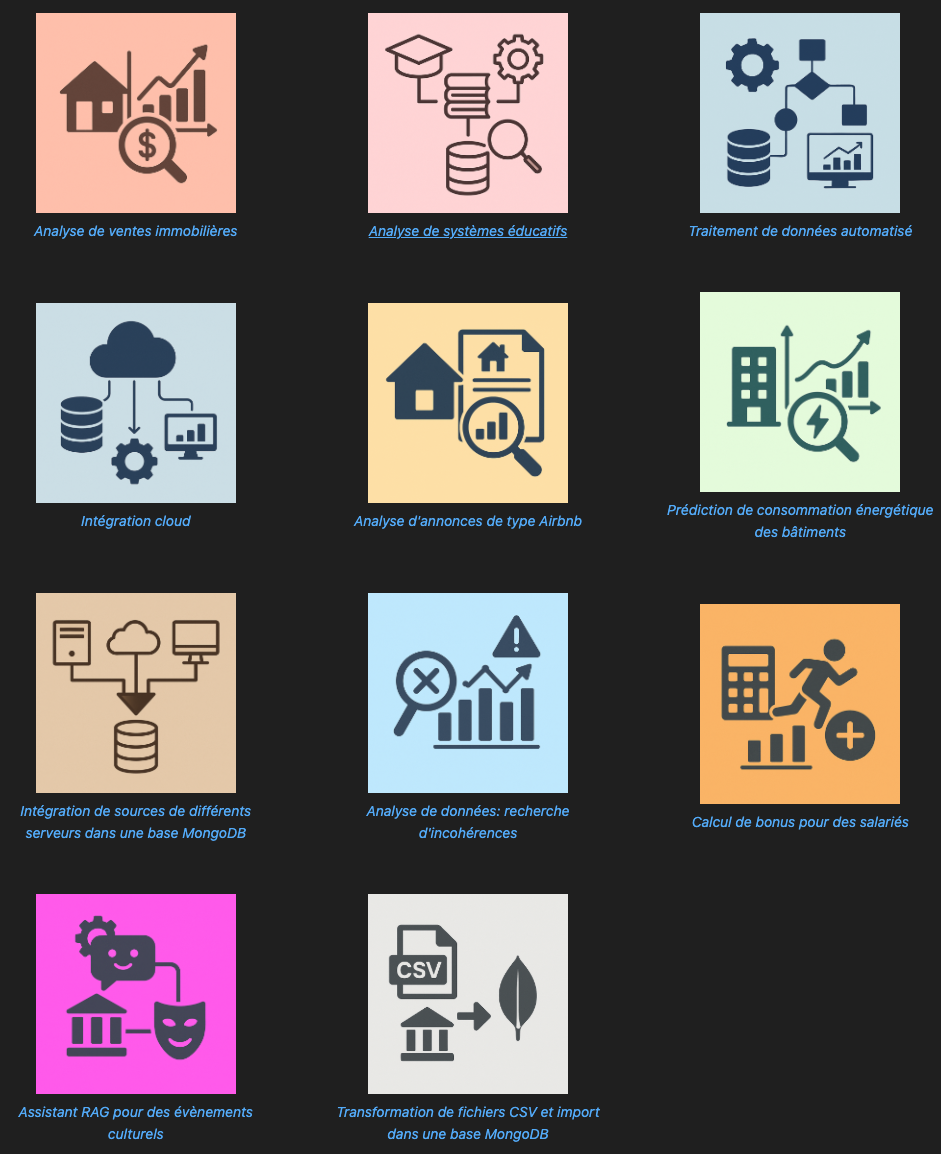 $
Analyse de ventes immobilières
Analyse de systèmes éducatifs
Traitement de données automatisé
Intégration cloud
Analyse d'annonces de type Airbnb
Prédiction de consommation énergétique
des bâtiments
Intégration de sources de différents
serveurs dans une base MongoDB
Analyse de données: recherche
d'incohérences
Calcul de bonus pour des salariés
CSV
Assistant RAG pour des évènements
culturels
Transformation de fichiers CSV et import
dans une base MongoDB